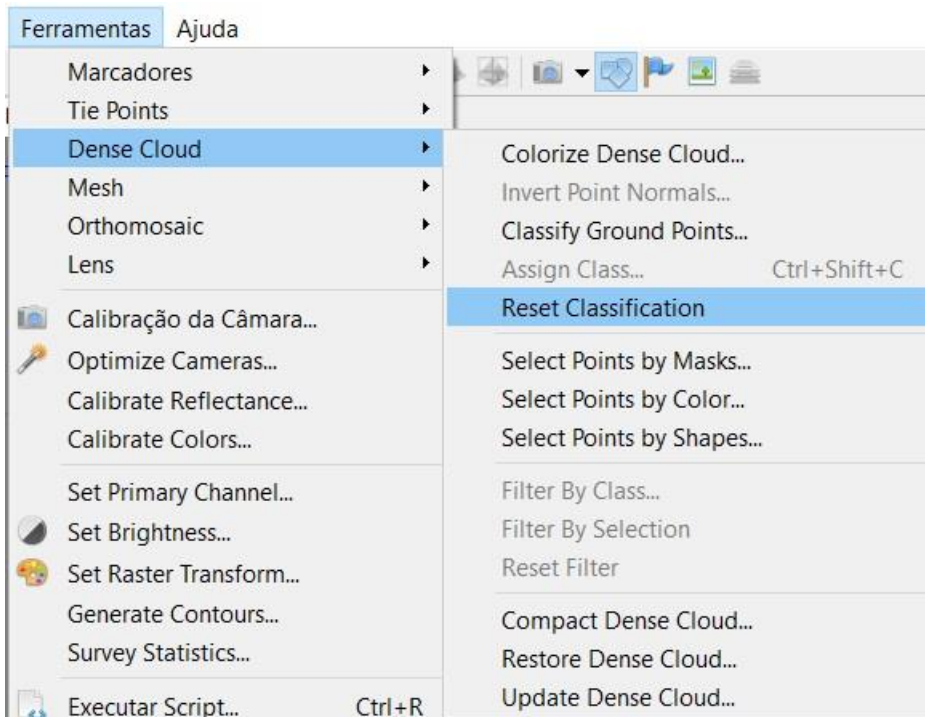 Ferramentas Ajuda
Marcadores
Tie Points
Dense Cloud
Mesh
Orthomosaic
Lens
Calibração da Câmara...
Optimize Cameras...
Calibrate Reflectance...
Calibrate Colors...
Set Primary Channel...
Set Brightness...
Set Raster Transform...
Generate Contours...
Survey Statistics...
Executar Script... Ctrl+R
Colorize Dense Cloud...
Invert Point Normals...
Classify Ground Points...
Assign Class... Ctrl+Shift+C
Reset Classification
Select Points by Masks...
Select Points by Color...
Select Points by Shapes...
Filter By Class...
Filter By Selection
Reset Filter
Compact Dense Cloud...
Restore Dense Cloud...
Update Dense Cloud...